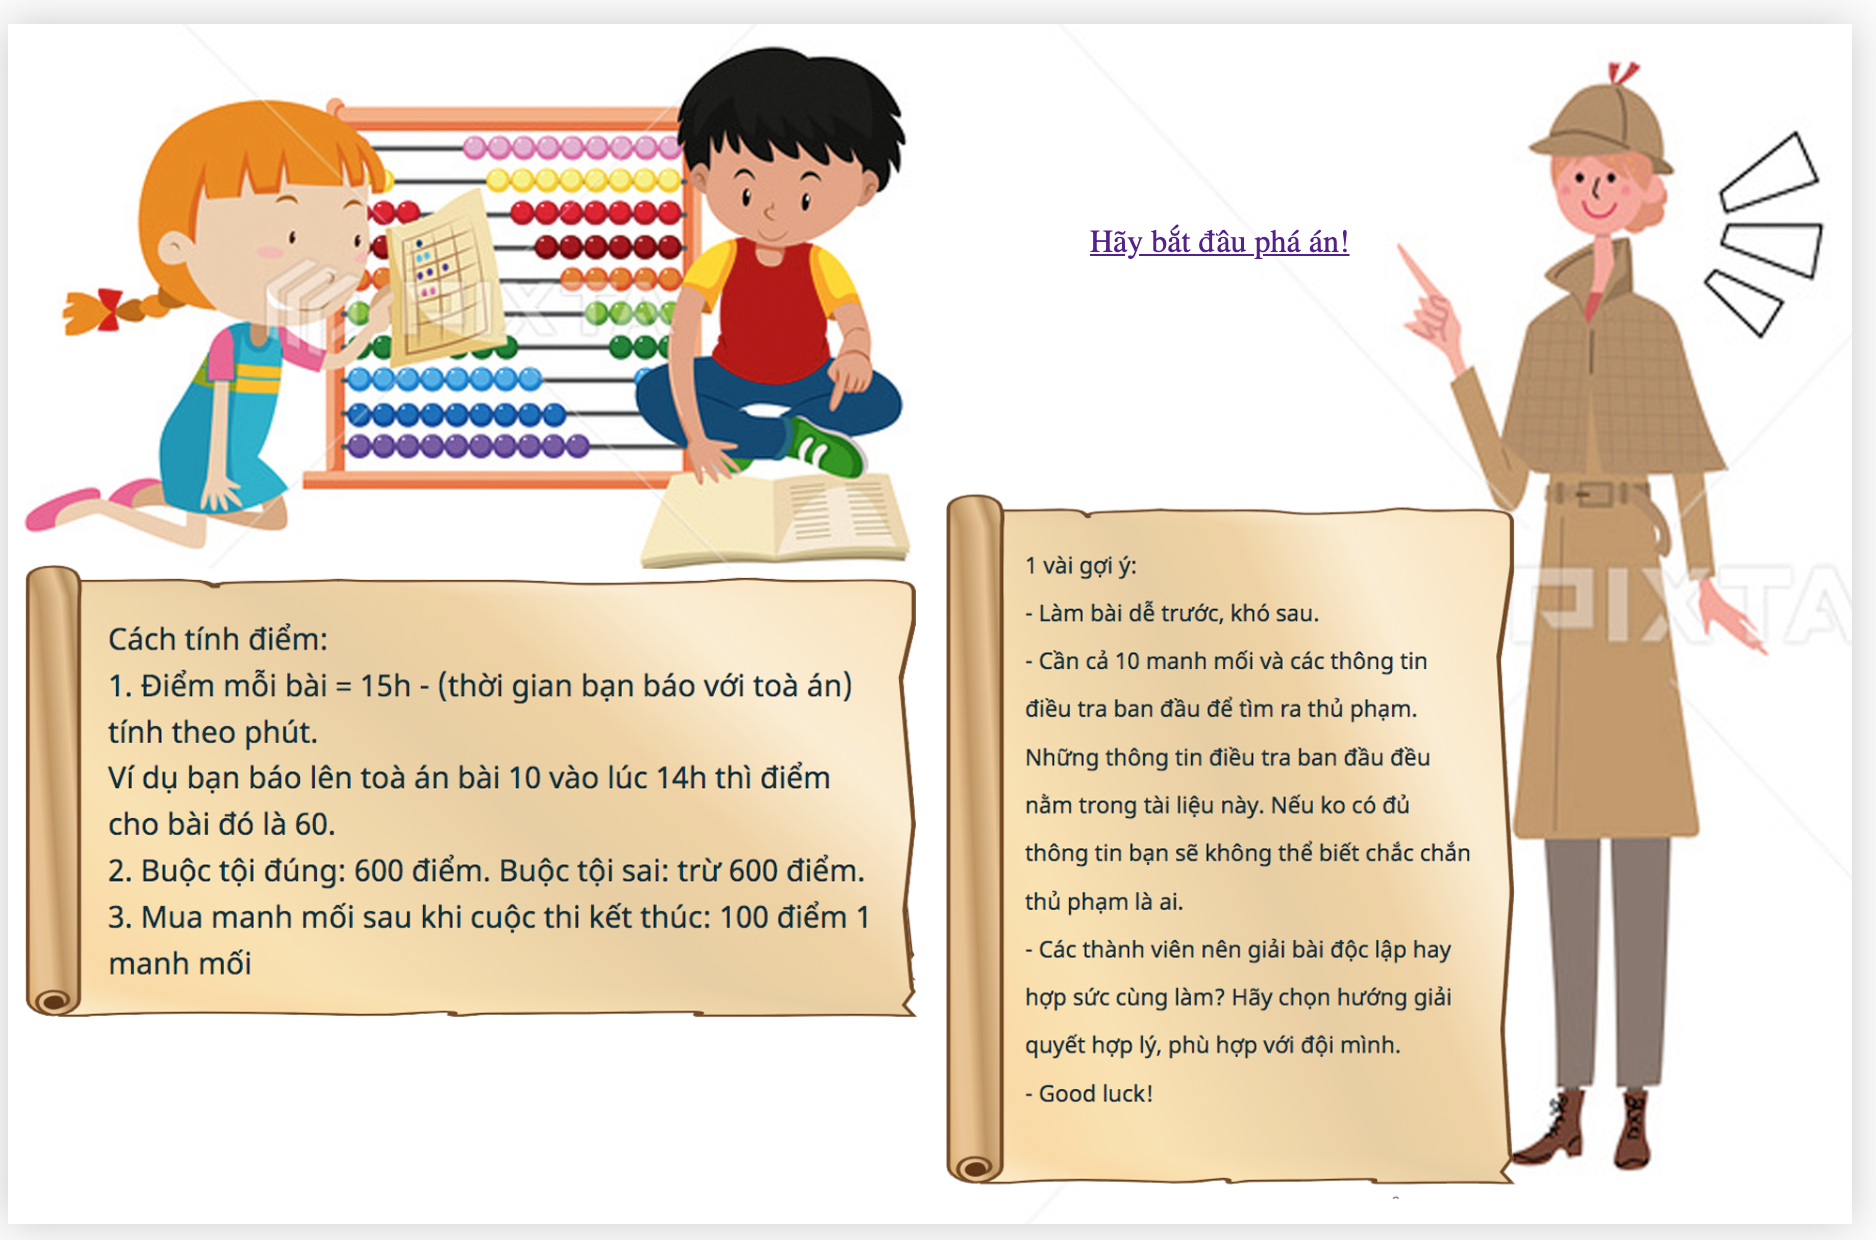 Hãy bắt đâu phá án!
Cách tính điểm:
1. Điểm mỗi bài = 15h - (thời gian bạn báo với toà án)
tính theo phút.
Ví dụ bạn báo lên toà án bài 10 vào lúc 14h thì điểm
cho bài đó là 60.
2. Buộc tội đúng: 600 điểm. Buộc tội sai: trừ 600 điểm.
3. Mua manh mối sau khi cuộc thi kết thúc: 100 điểm 1
manh mối
1 vài gợi ý:
- Làm bài dễ trước, khó sau.
- Cần cả 10 manh mối và các thông tin
điều tra ban đầu để tìm ra thủ phạm.
Những thông tin điều tra ban đầu đều
nằm trong tài liệu này. Nếu ko có đủ
thông tin bạn sẽ không thể biết chắc chắn
thủ phạm là ai.
- Các thành viên nên giải bài độc lập hay
hợp sức cùng làm? Hãy chọn hướng giải
quyết hợp lý, phù hợp với đội mình.
- Good luck!
PIXTA
PIXTA